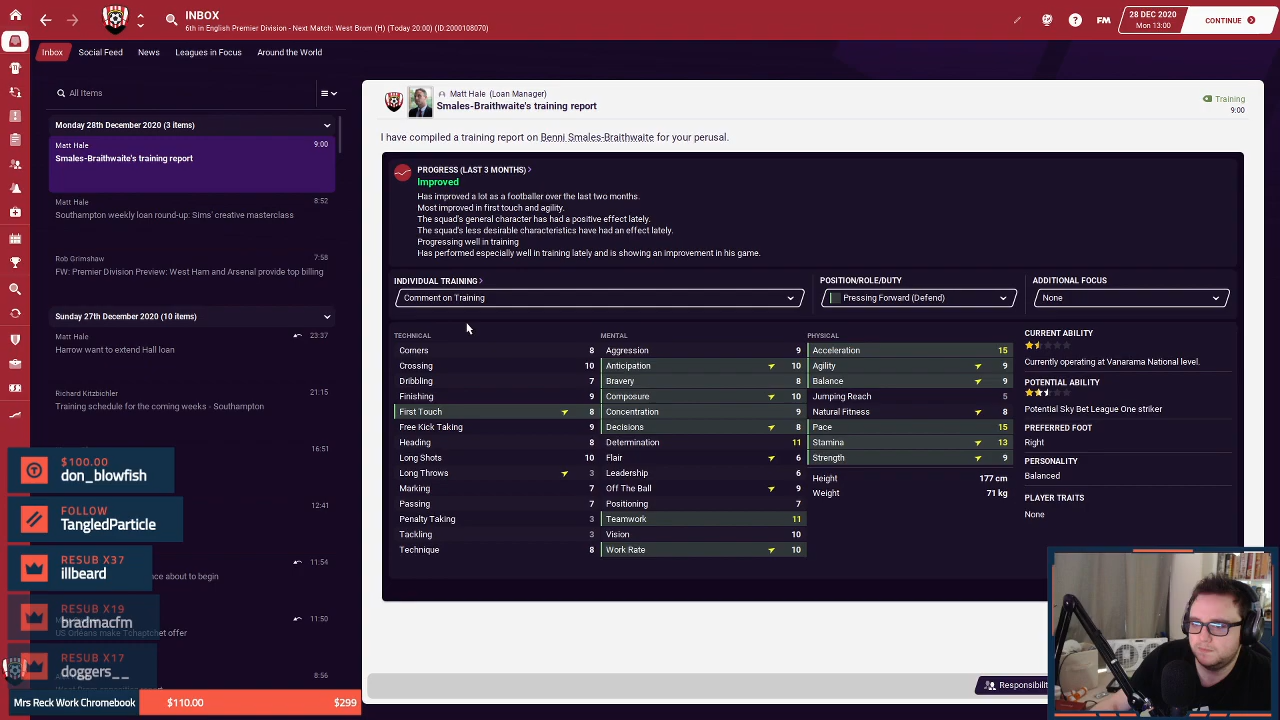 INBOX
6th in English Premier Division - Next Match: West Brom (H) (Today 20.00) (ID:2000108070)
FM
28 DEC 2020
Mon 13:00
CONTINUE
Inbox
Social Feed
News
Leagues in Focus
Around the World
All Items
Monday 28th December 2020 (3 items)
Matt Hale
9:00
Smales-Braithwaite's training report
Matt Hale
8:52
Southampton weekly loan round-up: Sims' creative masterclass
Rob Grimshaw
7:58
FW: Premier Division Preview: West Ham and Arsenal provide top billing
Sunday 27th December 2020 (10 items)
Matt Hale
23:37
Harrow want to extend Hall loan
Richard Kitzbichler
21:15
Training schedule for the coming weeks - Southampton
16:51
12:41
11:54
nce about to begin
11:50
US Orléans make Tchaptchet offer
8:56
$100.00
don_blowfish
FOLLOW
TangledParticle
RESUB X37
illbeard
RESUB X19
bradmacfm
RESUB X17
doggers__
Mrs Reck Work Chromebook
$110.00
$299
Matt Hale (Loan Manager)
Smales-Braithwaite's training report
Training
9:00
I have compiled a training report on Benni Smales-Braithwaite for your perusal.
PROGRESS (LAST 3 MONTHS)
Improved
Has improved a lot as a footballer over the last two months.
Most improved in first touch and agility.
The squad's general character has had a positive effect lately.
The squad's less desirable characteristics have had an effect lately.
Progressing well in training
Has performed especially well in training lately and is showing an improvement in his game.
INDIVIDUAL TRAINING
Comment on Training
POSITION/ROLE/DUTY
Pressing Forward (Defend)
ADDITIONAL FOCUS
None
TECHNICAL
Corners 8
Crossing 10
Dribbling 7
Finishing 9
First Touch 8
Free Kick Taking 9
Heading 8
Long Shots 10
Long Throws 3
Marking 7
Passing 7
Penalty Taking 3
Tackling 3
Technique 8
MENTAL
Aggression 9
Anticipation 10
Bravery 8
Composure 10
Concentration 9
Decisions 8
Determination 11
Flair 6
Leadership 6
Off The Ball 9
Positioning 7
Teamwork 11
Vision 10
Work Rate 10
PHYSICAL
Acceleration 15
Agility 9
Balance 9
Jumping Reach 5
Natural Fitness 8
Pace 15
Stamina 13
Strength 9
Height 177 cm
Weight 71 kg
CURRENT ABILITY
Currently operating at Vanarama National level.
POTENTIAL ABILITY
Potential Sky Bet League One striker
PREFERRED FOOT
Right
PERSONALITY
Balanced
PLAYER TRAITS
None
Responsibilit